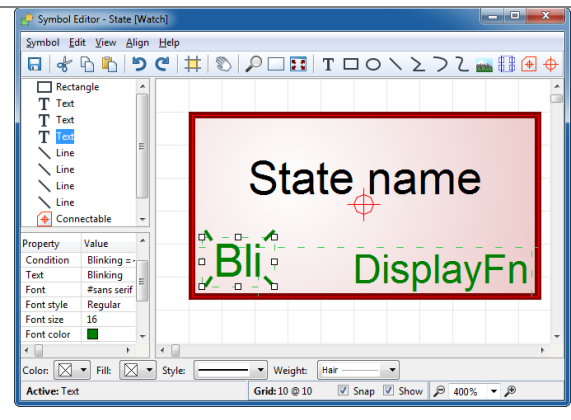 Symbol Editor - State [Watch]
Symbol Edit View Align Help
Rectangle
T Text
T Text
T Text
Line
Line
Line
Line
Connectable
Property Value
Condition Blinking =
Text Blinking
Font #sans serif
Font style Regular
Font size 16
Font color
State name
Bli
DisplayFn
Color: Fill: Style: Weight: Hair
Active: Text Grid: 10 @ 10 Snap Show 400%